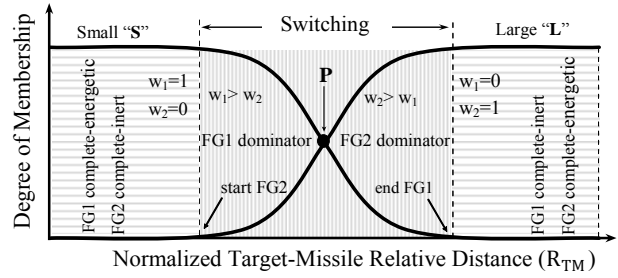 Small “S”
Switching
Large “L”
Degree of Membership
FG1 complete-energetic
FG2 complete-inert
w₁=1
w₂=0
w₁> w₂
P
w₂> w₁
w₁=0
w₂=1
FG1 complete-inert
FG2 complete-energetic
FG1 dominator
FG2 dominator
start FG2
end FG1
Normalized Target-Missile Relative Distance (R_TM)